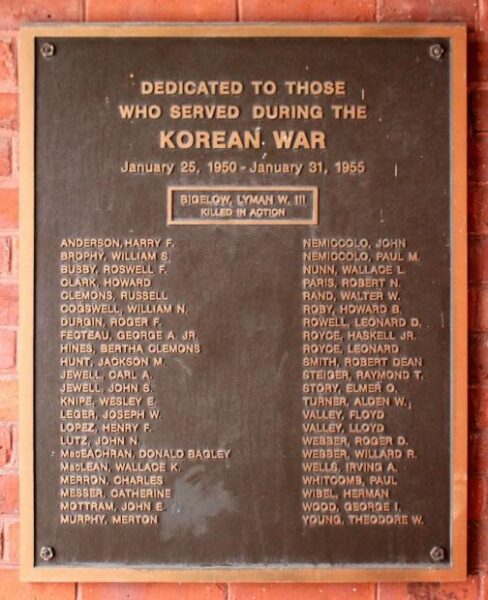 DEDICATED TO THOSE
WHO SERVED DURING THE
KOREAN WAR
January 25, 1950 - January 31, 1955
BIGELOW, LYMAN W. III
KILLED IN ACTION
ANDERSON, HARRY F.
BROPHY, WILLIAM S.
BUSBY, ROSWELL F.
CLARK, HOWARD
CLEMONS, RUSSELL
COGSWELL, WILLIAM N.
DURGIN, ROGER F.
FECTEAU, GEORGE A. JR.
HINES, BERTHA CLEMONS
HUNT, JACKSON M.
JEWELL, CARL A.
JEWELL, JOHN S.
KNIPE, WESLEY E.
LEGER, JOSEPH W.
LOPEZ, HENRY F.
LUTZ, JOHN N.
MacEACHRAN, DONALD BAGLEY
MacLEAN, WALLACE K.
MERRON, CHARLES
MESSER, CATHERINE
MOTTRAM, JOHN E.
MURPHY, MERTON
NEMICCOLO, JOHN
NEMICCOLO, PAUL M.
NUNN, WALLACE L.
PARIS, ROBERT N.
RAND, WALTER W.
ROBY, HOWARD B.
ROWELL, LEONARD D.
ROYCE, HASKELL JR.
ROYCE, LEONARD
SMITH, ROBERT DEAN
STEIGER, RAYMOND T.
STORY, ELMER O.
TURNER, ALDEN W.
VALLEY, FLOYD
VALLEY, LLOYD
WEBBER, ROGER D.
WEBBER, WILLARD R.
WELLS, IRVING A.
WHITCOMB, PAUL
WIBEL, HERMAN
WOOD, GEORGE I.
YOUNG, THEODORE W.